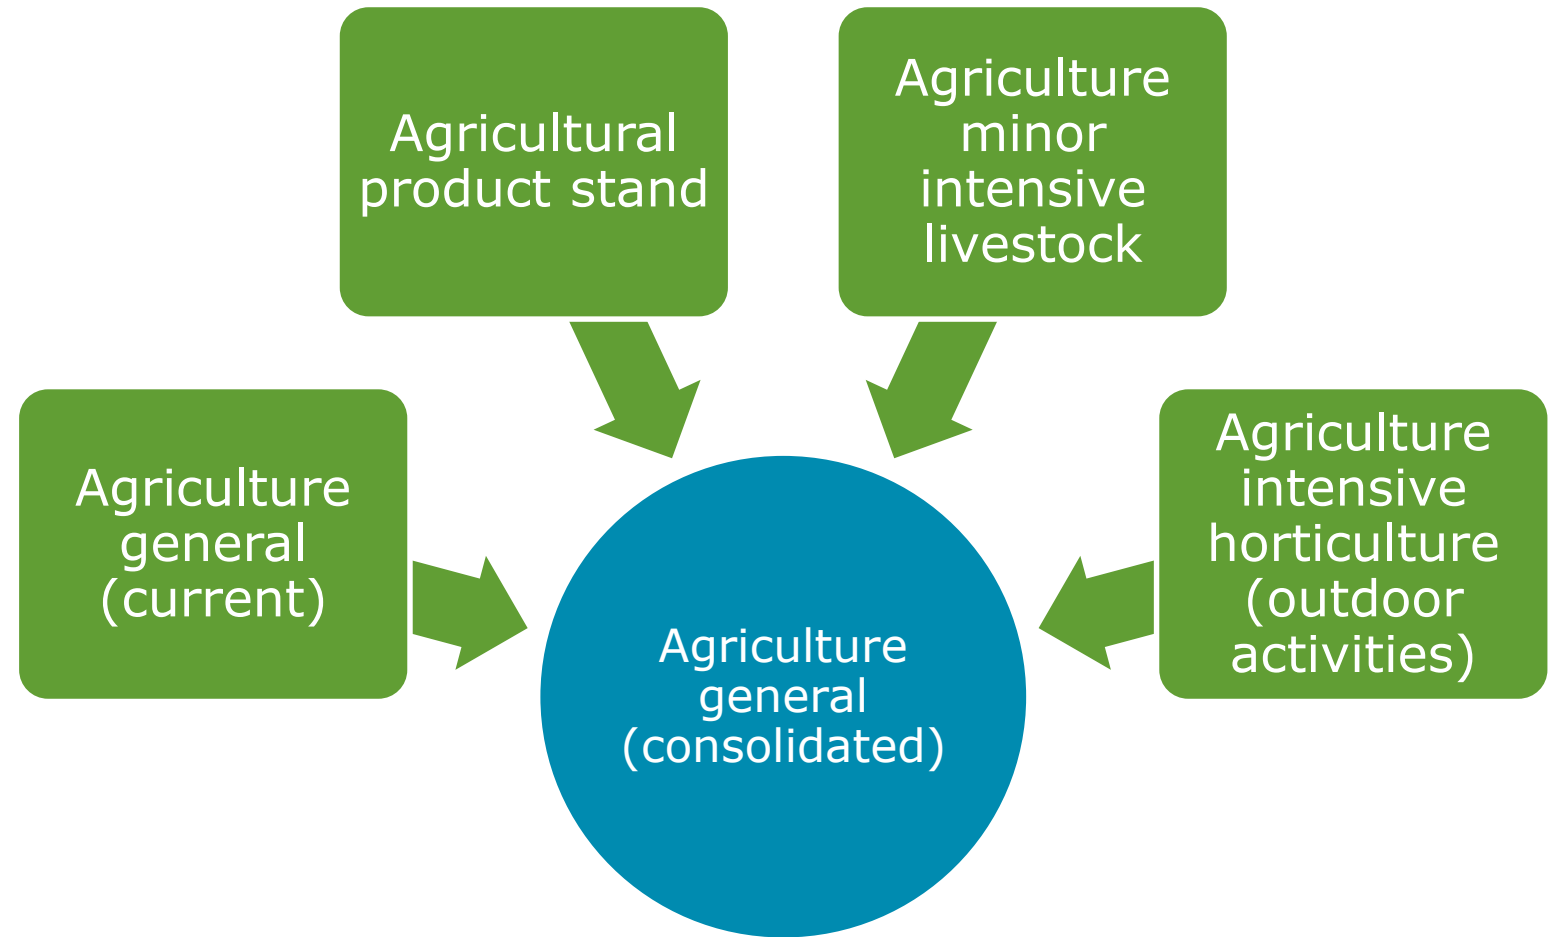 Agricultural
product stand
Agriculture
minor
intensive
livestock
Agriculture
general
(current)
Agriculture
intensive
horticulture
(outdoor
activities)
Agriculture
general
(consolidated)